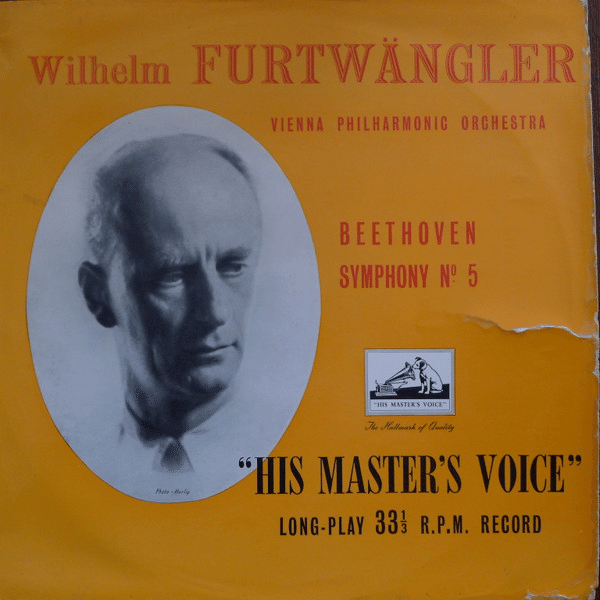 Wilhelm FURTWÄNGLER
VIENNA PHILHARMONIC ORCHESTRA
BEETHOVEN
SYMPHONY Nº 5
"HIS MASTER'S VOICE"
The Hallmark of Quality
"HIS MASTER'S VOICE"
LONG-PLAY 33⅓ R.P.M. RECORD